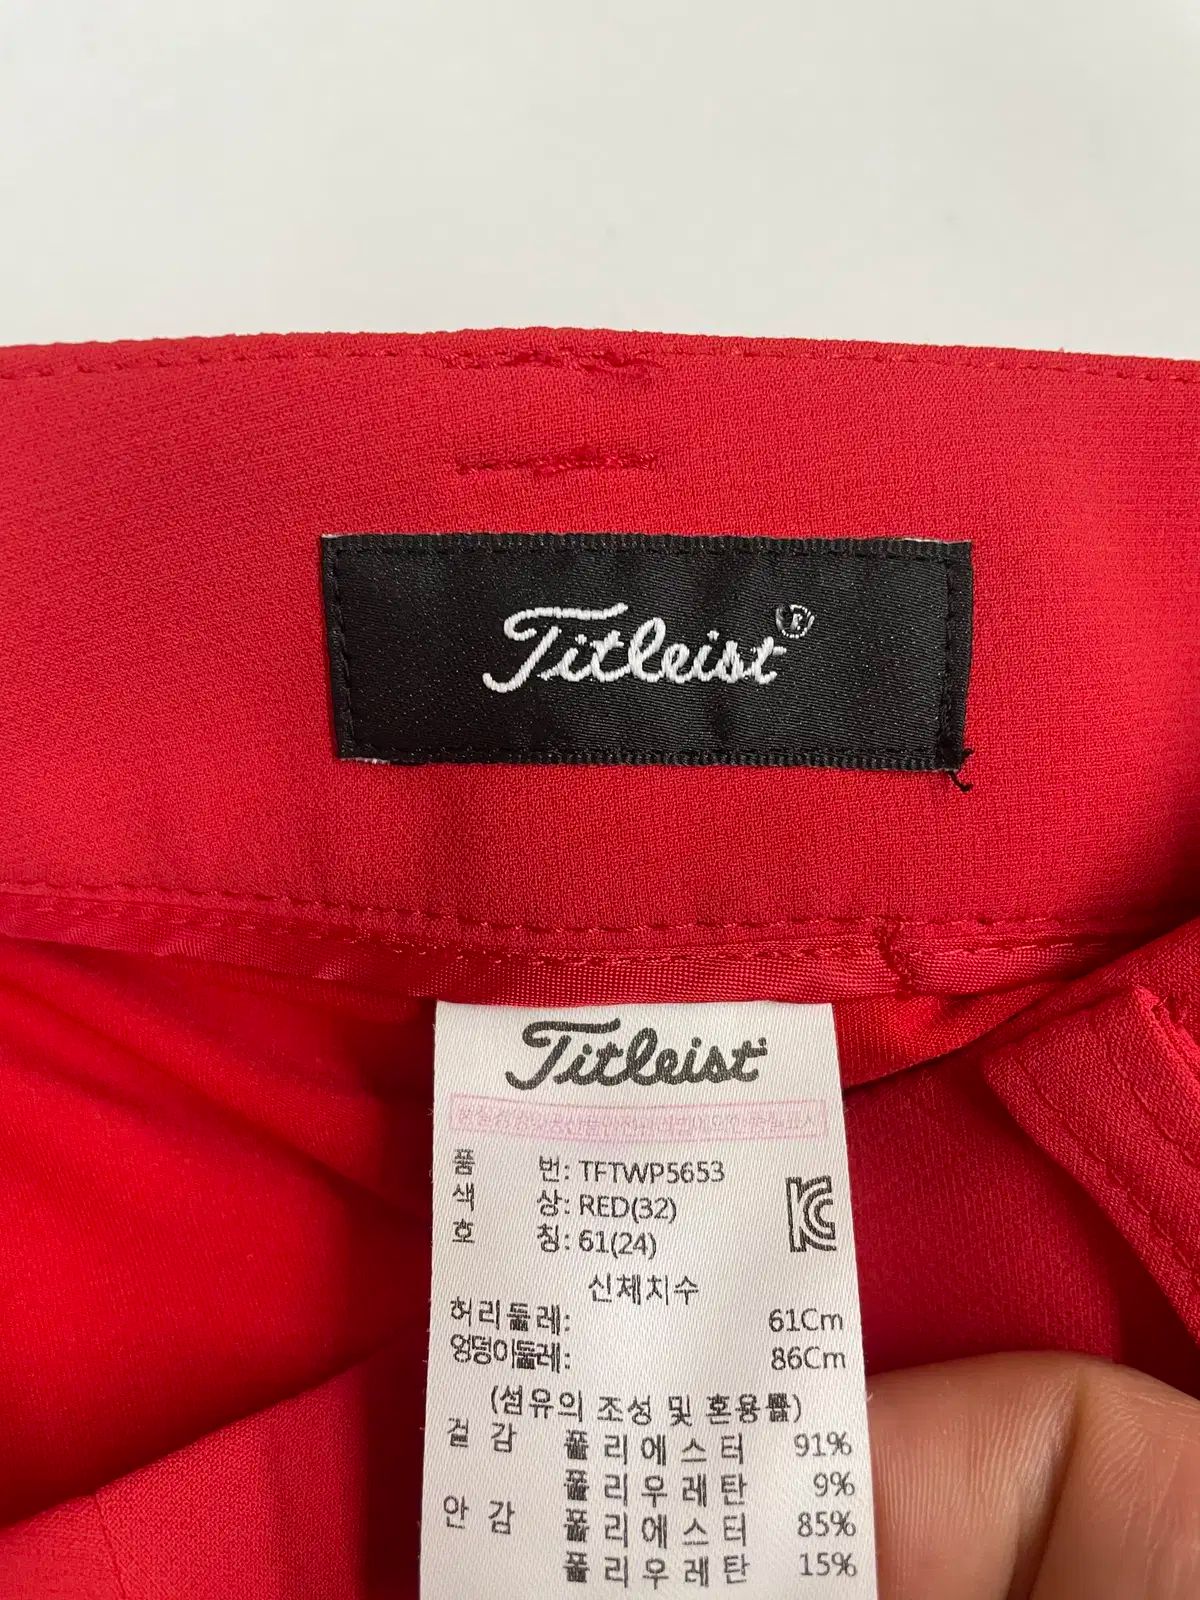 Titleist®
Titleist
품 번: TFTWP5653
색 상: RED(32)
호 칭: 61(24)
신체치수
허리둘레: 61Cm
엉덩이둘레: 86Cm
(섬유의 조성 및 혼용률)
겉 감 폴리에스터 91%
폴리우레탄 9%
안 감 폴리에스터 85%
폴리우레탄 15%